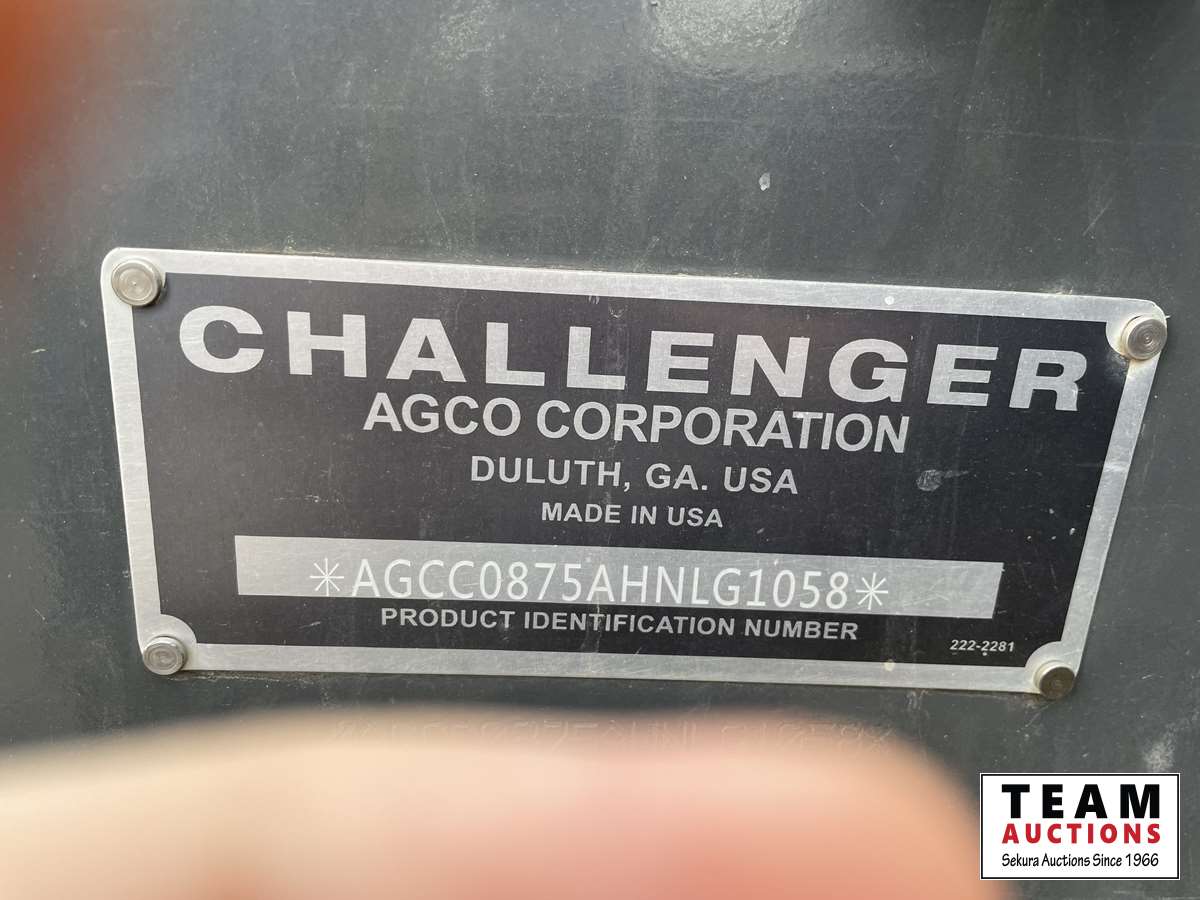 CHALLENGER
AGCO CORPORATION
DULUTH, GA. USA
MADE IN USA
*AGCC0875AHNLG1058*
PRODUCT IDENTIFICATION NUMBER
222-2281
TEAM
AUCTIONS
Sekura Auctions Since 1966